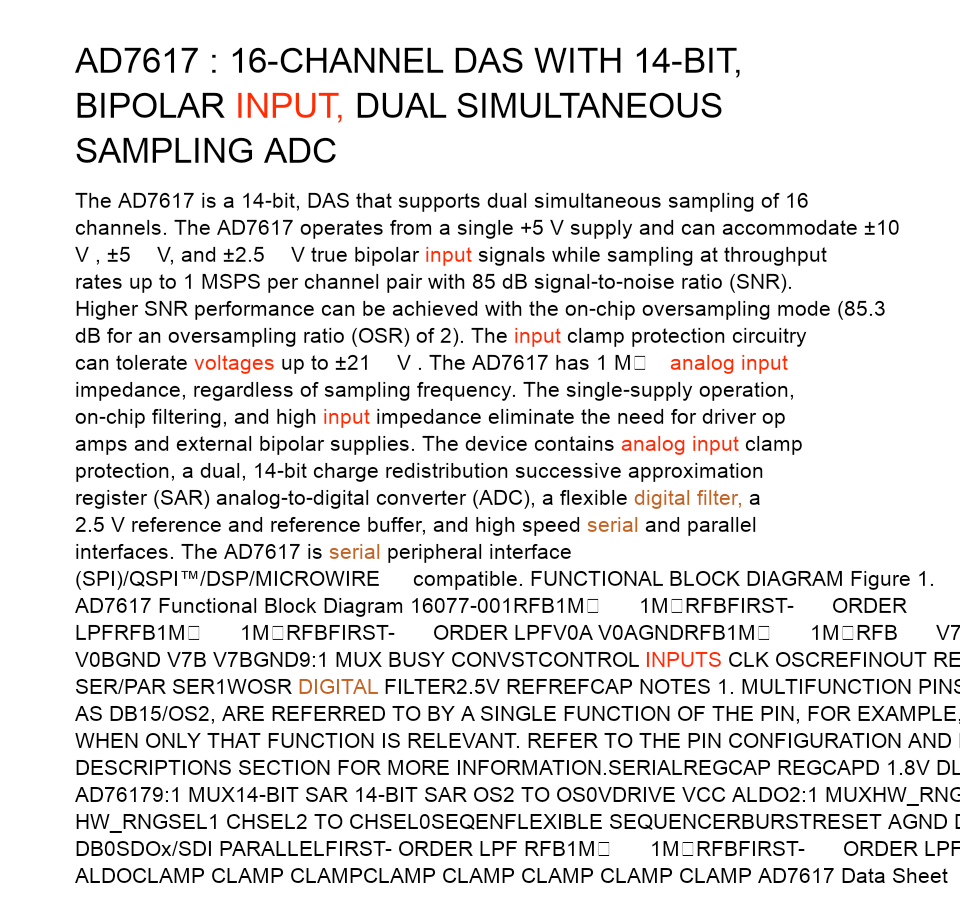 AD7617 : 16-CHANNEL DAS WITH 14-BIT,
BIPOLAR INPUT, DUAL SIMULTANEOUS
SAMPLING ADC
The AD7617 is a 14-bit, DAS that supports dual simultaneous sampling of 16
channels. The AD7617 operates from a single +5 V supply and can accommodate ±10
V , ±5 V, and ±2.5 V true bipolar input signals while sampling at throughput
rates up to 1 MSPS per channel pair with 85 dB signal-to-noise ratio (SNR).
Higher SNR performance can be achieved with the on-chip oversampling mode (85.3
dB for an oversampling ratio (OSR) of 2). The input clamp protection circuitry
can tolerate voltages up to ±21 V . The AD7617 has 1 M□ analog input
impedance, regardless of sampling frequency. The single-supply operation,
on-chip filtering, and high input impedance eliminate the need for driver op
amps and external bipolar supplies. The device contains analog input clamp
protection, a dual, 14-bit charge redistribution successive approximation
register (SAR) analog-to-digital converter (ADC), a flexible digital filter, a
2.5 V reference and reference buffer, and high speed serial and parallel
interfaces. The AD7617 is serial peripheral interface
(SPI)/QSPI™/DSP/MICROWIRE compatible. FUNCTIONAL BLOCK DIAGRAM Figure 1.
AD7617 Functional Block Diagram 16077-001RFB1M□ 1M□RFBFIRST- ORDER
LPFRFB1M□ 1M□RFBFIRST- ORDER LPFV0A V0AGNDRFB1M□ 1M□RFB V7
V0BGND V7B V7BGND9:1 MUX BUSY CONVSTCONTROL INPUTS CLK OSCREFINOUT RE
SER/PAR SER1WOSR DIGITAL FILTER2.5V REFREFCAP NOTES 1. MULTIFUNCTION PINS
AS DB15/OS2, ARE REFERRED TO BY A SINGLE FUNCTION OF THE PIN, FOR EXAMPLE,
WHEN ONLY THAT FUNCTION IS RELEVANT. REFER TO THE PIN CONFIGURATION AND
DESCRIPTIONS SECTION FOR MORE INFORMATION.SERIALREGCAP REGCAPD 1.8V DL
AD76179:1 MUX14-BIT SAR 14-BIT SAR OS2 TO OS0VDRIVE VCC ALDO2:1 MUXHW_RNG
HW_RNGSEL1 CHSEL2 TO CHSEL0SEQENFLEXIBLE SEQUENCERBURSTRESET AGND
DB0SDOx/SDI PARALLELFIRST- ORDER LPF RFB1M□ 1M□RFBFIRST- ORDER LPF
ALDOCLAMP CLAMP CLAMPCLAMP CLAMP CLAMP CLAMP CLAMP AD7617 Data Sheet